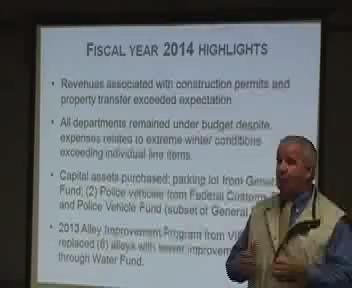 FISCAL YEAR 2014 HIGHLIGHTS
• Revenues associated with construction permits and
property transfer exceeded expectation
• All departments remained under budget despite
expenses related to extreme winter conditions
exceeding individual line items.
• Capital assets purchased; parking lot from General
Fund; (2) Police vehicles from Federal Customs
and Police Vehicle Fund (subset of General
• 2013 Alley Improvement Program from
replaced (6) alleys with sewer
through Water Fund.